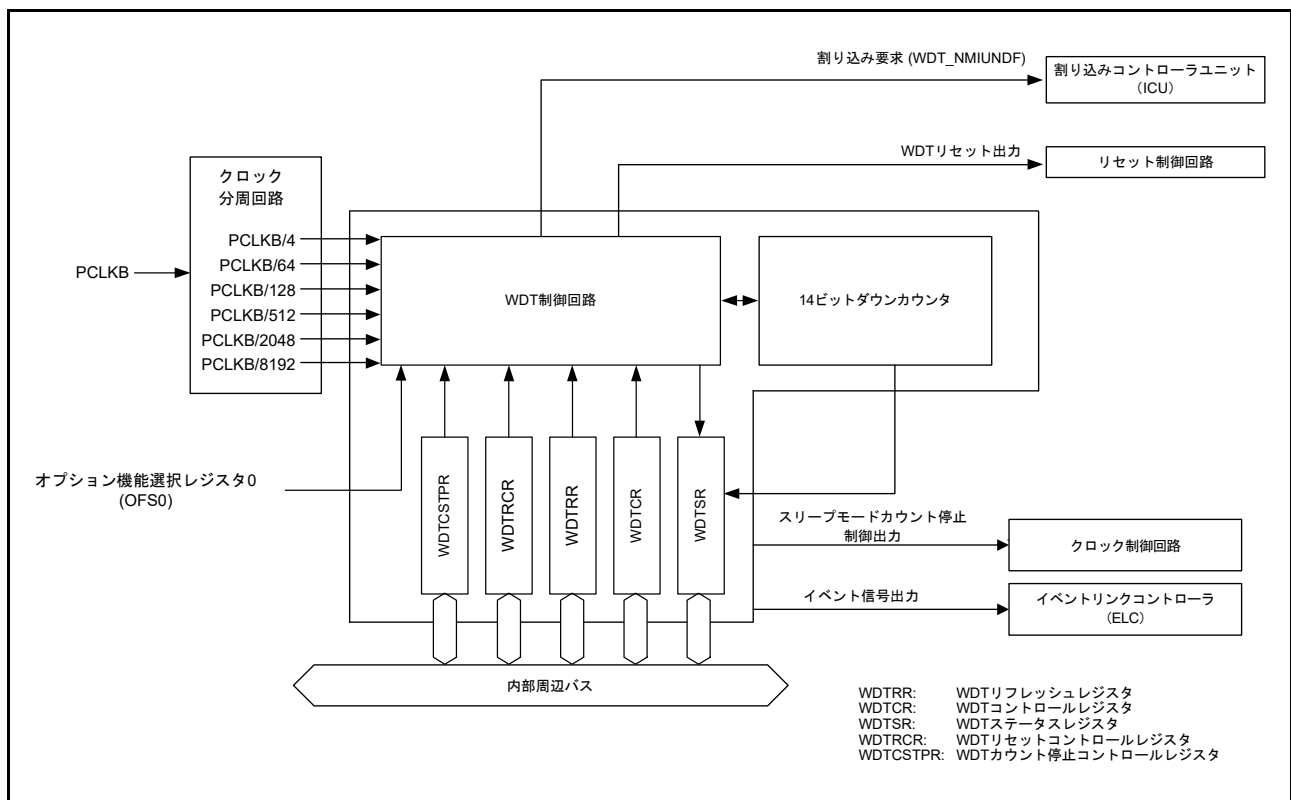 割り込み要求 (WDT_NMIUNDF)
割り込みコントローラユニット
(ICU)
WDTリセット出力
リセット制御回路
クロック
分周回路
PCLKB/4
PCLKB/64
PCLKB/128
PCLKB/512
PCLKB/2048
PCLKB/8192
PCLKB
WDT制御回路
14ビットダウンカウンタ
オプション機能選択レジスタ0
(OFS0)
WDTCSTPR
WDTRCR
WDTRR
WDTCR
WDTSR
スリープモードカウント停止
制御出力
クロック制御回路
イベント信号出力
イベントリンクコントローラ
(ELC)
内部周辺バス
WDTRR: WDTリフレッシュレジスタ
WDTCR: WDTコントロールレジスタ
WDTSR: WDTステータスレジスタ
WDTRCR: WDTリセットコントロールレジスタ
WDTCSTPR: WDTカウント停止コントロールレジスタ